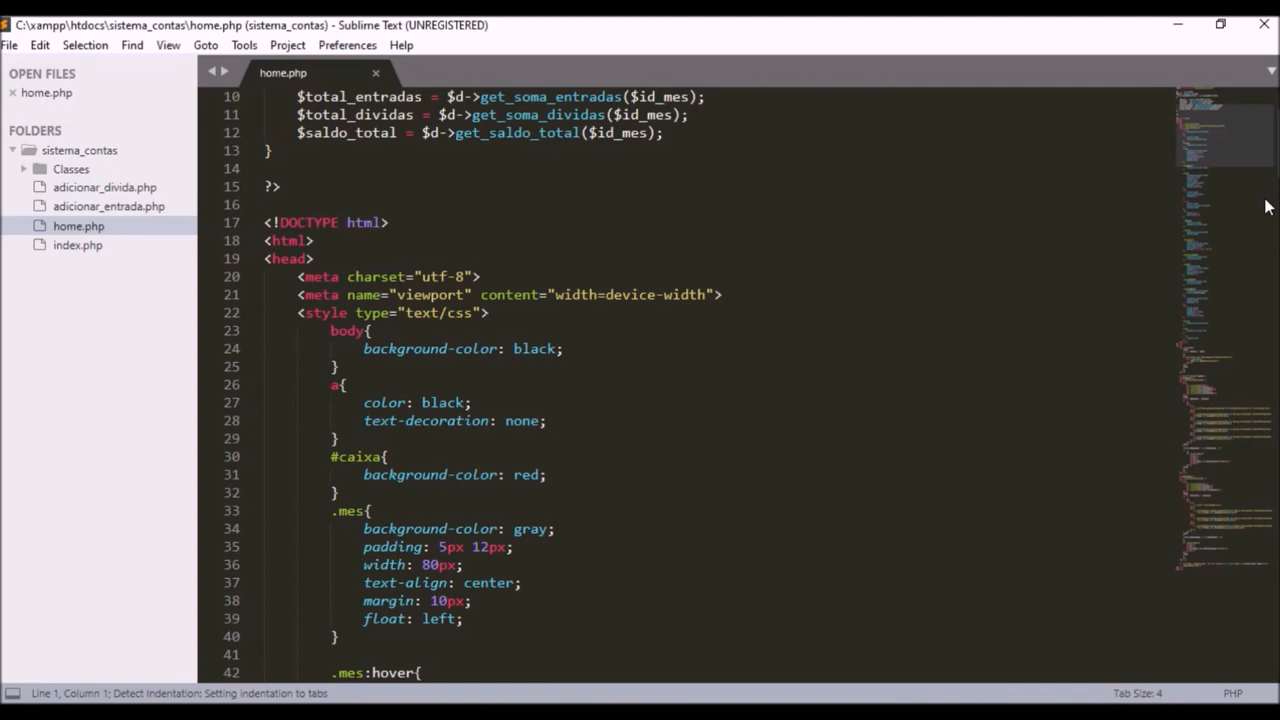 C:\xampp\htdocs\sistema_contas\home.php (sistema_contas) - Sublime Text (UNREGISTERED)
File Edit Selection Find View Goto Tools Project Preferences Help
OPEN FILES
home.php
FOLDERS
sistema_contas
Classes
adicionar_divida.php
adicionar_entrada.php
home.php
index.php
home.php
10 $total_entradas = $d->get_soma_entradas($id_mes);
11 $total_dividas = $d->get_soma_dividas($id_mes);
12 $saldo_total = $d->get_saldo_total($id_mes);
13 }
14
15 ?>
16
17 <!DOCTYPE html>
18 <html>
19 <head>
20 <meta charset="utf-8">
21 <meta name="viewport" content="width=device-width">
22 <style type="text/css">
23 body{
24 background-color: black;
25 }
26 a{
27 color: black;
28 text-decoration: none;
29 }
30 #caixa{
31 background-color: red;
32 }
33 .mes{
34 background-color: gray;
35 padding: 5px 12px;
36 width: 80px;
37 text-align: center;
38 margin: 10px;
39 float: left;
40 }
41
42 .mes:hover{
Line 1, Column 1; Detect Indentation: Setting indentation to tabs
Tab Size: 4
PHP